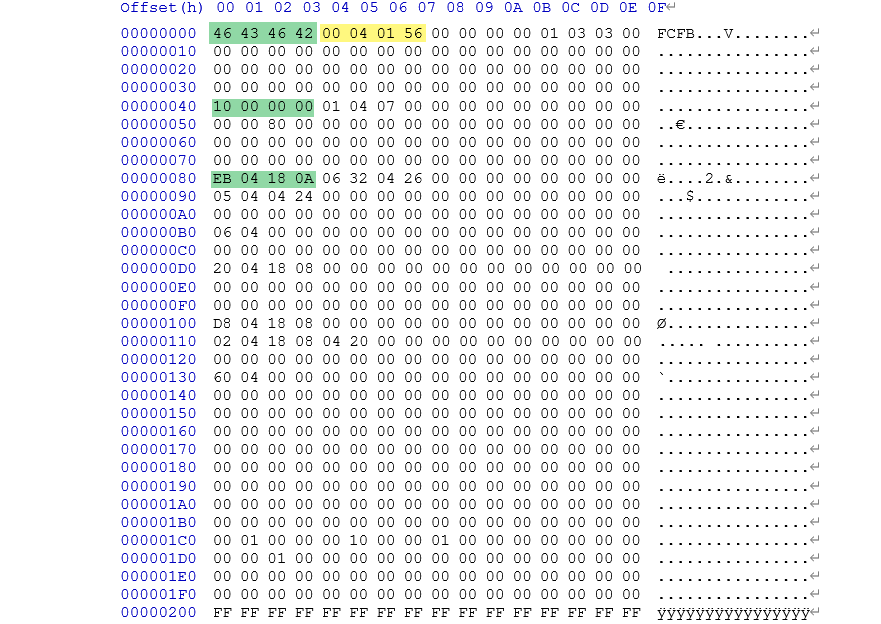 Offset(h) 00 01 02 03 04 05 06 07 08 09 0A 0B 0C 0D 0E 0F↵
00000000 46 43 46 42 00 04 01 56 00 00 00 00 01 03 03 00 FCFB...V........↵
00000010 00 00 00 00 00 00 00 00 00 00 00 00 00 00 00 00 ................↵
00000020 00 00 00 00 00 00 00 00 00 00 00 00 00 00 00 00 ................↵
00000030 00 00 00 00 00 00 00 00 00 00 00 00 00 00 00 00 ................↵
00000040 10 00 00 00 01 04 07 00 00 00 00 00 00 00 00 00 ................↵
00000050 00 00 80 00 00 00 00 00 00 00 00 00 00 00 00 00 ..€.............↵
00000060 00 00 00 00 00 00 00 00 00 00 00 00 00 00 00 00 ................↵
00000070 00 00 00 00 00 00 00 00 00 00 00 00 00 00 00 00 ................↵
00000080 EB 04 18 0A 06 32 04 26 00 00 00 00 00 00 00 00 ë....2.&........↵
00000090 05 04 04 24 00 00 00 00 00 00 00 00 00 00 00 00 ...$............↵
000000A0 00 00 00 00 00 00 00 00 00 00 00 00 00 00 00 00 ................↵
000000B0 06 04 00 00 00 00 00 00 00 00 00 00 00 00 00 00 ................↵
000000C0 00 00 00 00 00 00 00 00 00 00 00 00 00 00 00 00 ................↵
000000D0 20 04 18 08 00 00 00 00 00 00 00 00 00 00 00 00  ...............↵
000000E0 00 00 00 00 00 00 00 00 00 00 00 00 00 00 00 00 ................↵
000000F0 00 00 00 00 00 00 00 00 00 00 00 00 00 00 00 00 ................↵
00000100 D8 04 18 08 00 00 00 00 00 00 00 00 00 00 00 00 Ø...............↵
00000110 02 04 18 08 04 20 00 00 00 00 00 00 00 00 00 00 ..... ..........↵
00000120 00 00 00 00 00 00 00 00 00 00 00 00 00 00 00 00 ................↵
00000130 60 04 00 00 00 00 00 00 00 00 00 00 00 00 00 00 `...............↵
00000140 00 00 00 00 00 00 00 00 00 00 00 00 00 00 00 00 ................↵
00000150 00 00 00 00 00 00 00 00 00 00 00 00 00 00 00 00 ................↵
00000160 00 00 00 00 00 00 00 00 00 00 00 00 00 00 00 00 ................↵
00000170 00 00 00 00 00 00 00 00 00 00 00 00 00 00 00 00 ................↵
00000180 00 00 00 00 00 00 00 00 00 00 00 00 00 00 00 00 ................↵
00000190 00 00 00 00 00 00 00 00 00 00 00 00 00 00 00 00 ................↵
000001A0 00 00 00 00 00 00 00 00 00 00 00 00 00 00 00 00 ................↵
000001B0 00 00 00 00 00 00 00 00 00 00 00 00 00 00 00 00 ................↵
000001C0 00 01 00 00 00 10 00 00 01 00 00 00 00 00 00 00 ................↵
000001D0 00 00 01 00 00 00 00 00 00 00 00 00 00 00 00 00 ................↵
000001E0 00 00 00 00 00 00 00 00 00 00 00 00 00 00 00 00 ................↵
000001F0 00 00 00 00 00 00 00 00 00 00 00 00 00 00 00 00 ................↵
00000200 FF FF FF FF FF FF FF FF FF FF FF FF FF FF FF FF ÿÿÿÿÿÿÿÿÿÿÿÿÿÿÿÿ↵